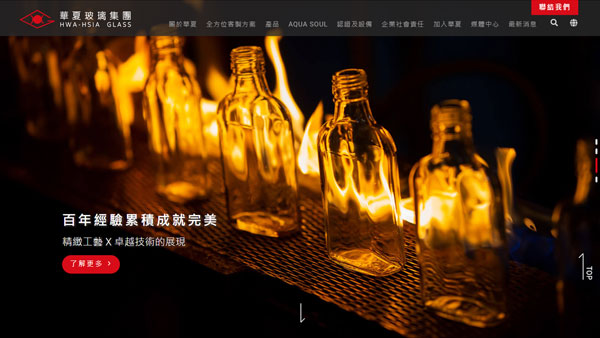 聯絡我們
華夏玻璃集團
HWA-HSIA GLASS
關於華夏 全方位客製方案 產品 AQUA SOUL 認證及設備 企業社會責任 加入華夏 媒體中心 最新消息
百年經驗累積成就完美
精緻工藝 X 卓越技術的展現
了解更多 >
TOP